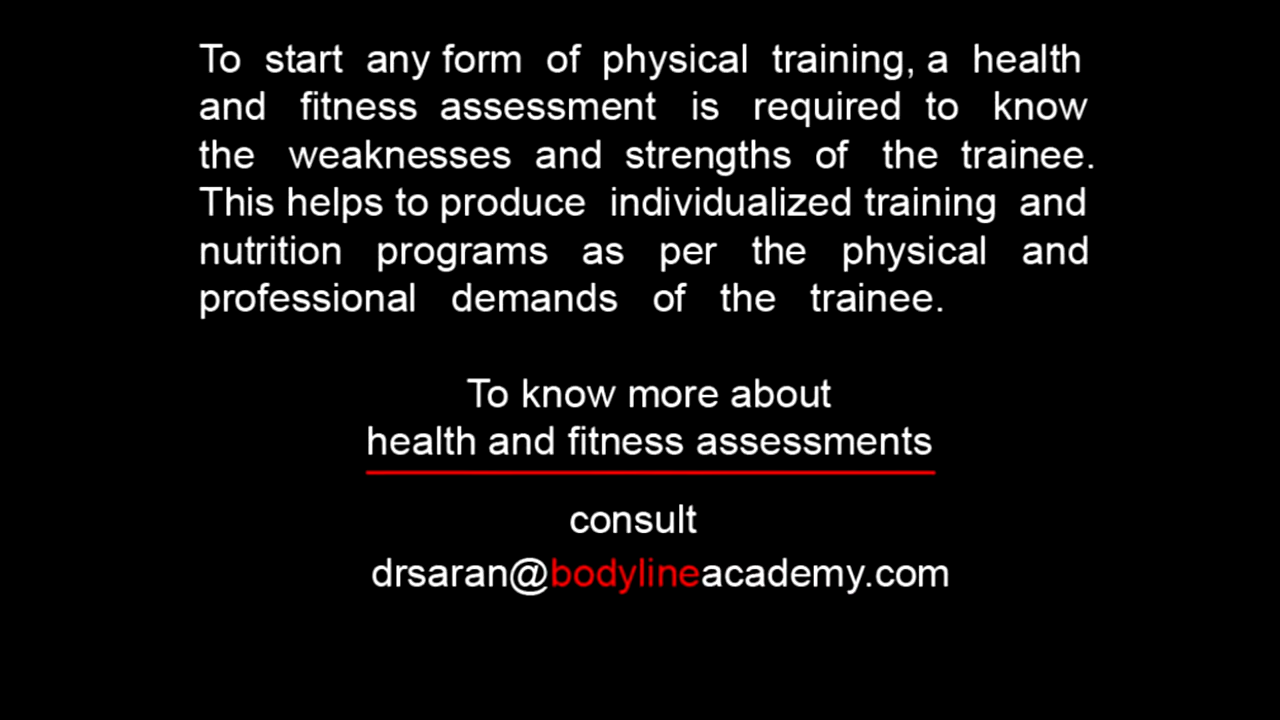 To start any form of physical training, a health
and fitness assessment is required to know
the weaknesses and strengths of the trainee.
This helps to produce individualized training and
nutrition programs as per the physical and
professional demands of the trainee.
To know more about
health and fitness assessments
consult
drsaran@bodylineacademy.com